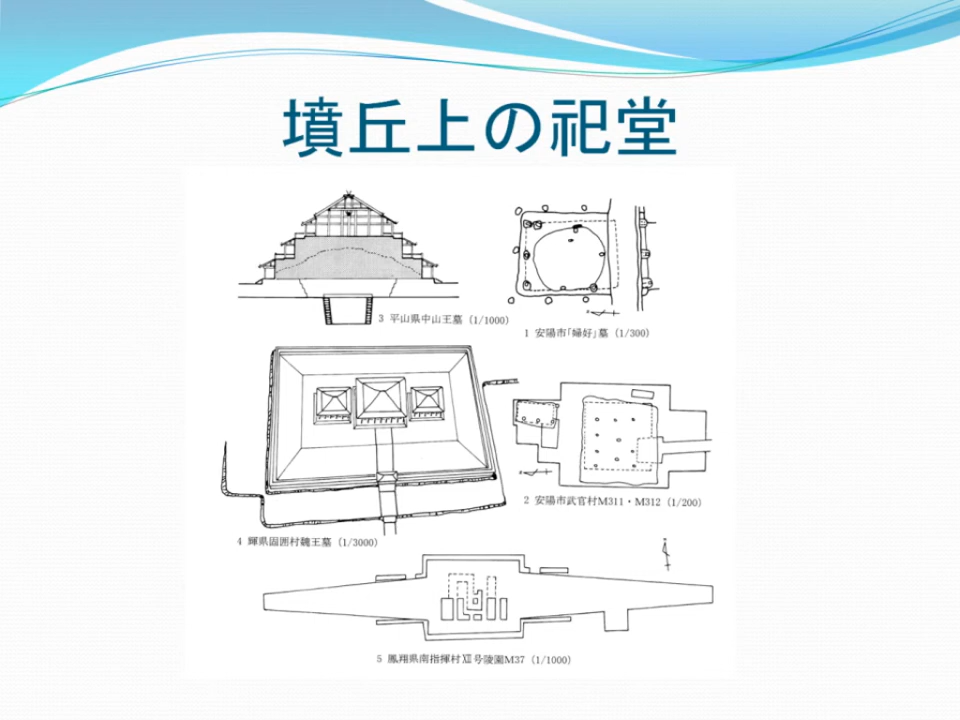 墳丘上の祀堂
3 平山県中山王墓 (1/1000)
1 安陽市「婦好」墓 (1/300)
2 安陽市武官村M311・M312 (1/200)
4 輝県固囲村魏王墓 (1/3000)
5 鳳翔県南指揮村Ⅻ号陵園M37 (1/1000)